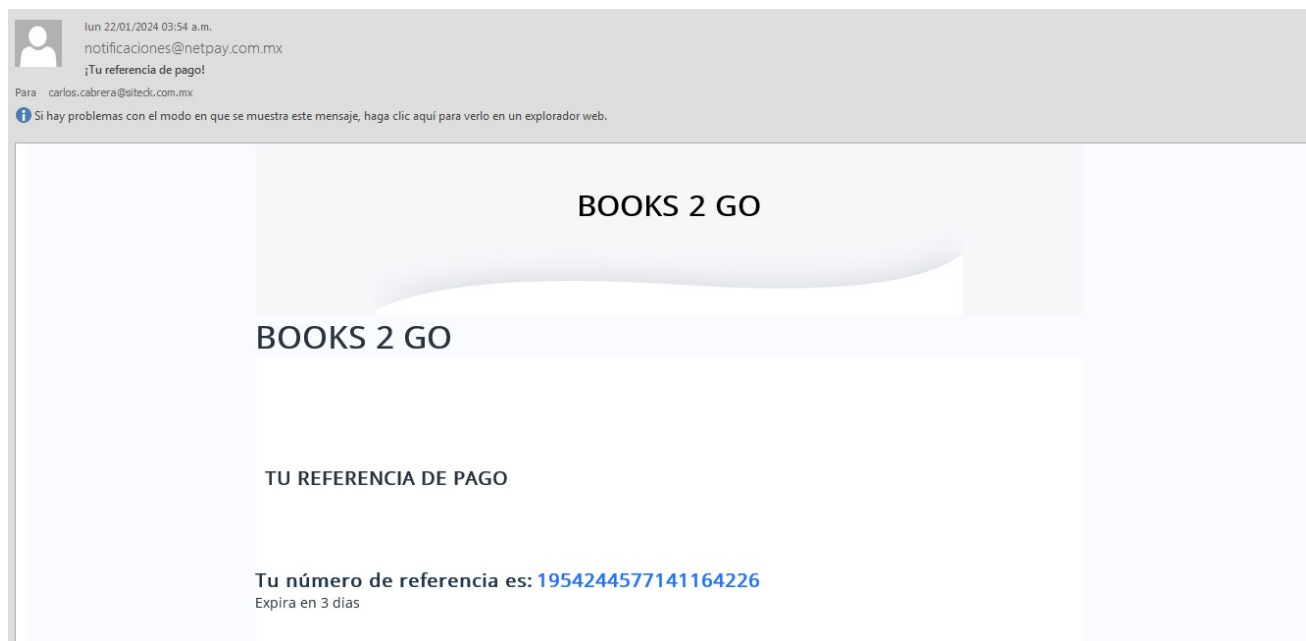 lun 22/01/2024 03:54 a.m.
notificaciones@netpay.com.mx
¡Tu referencia de pago!
Para carlos.cabrera@siteck.com.mx
Si hay problemas con el modo en que se muestra este mensaje, haga clic aquí para verlo en un explorador web.
BOOKS 2 GO
BOOKS 2 GO
TU REFERENCIA DE PAGO
Tu número de referencia es: 1954244577141164226
Expira en 3 dias